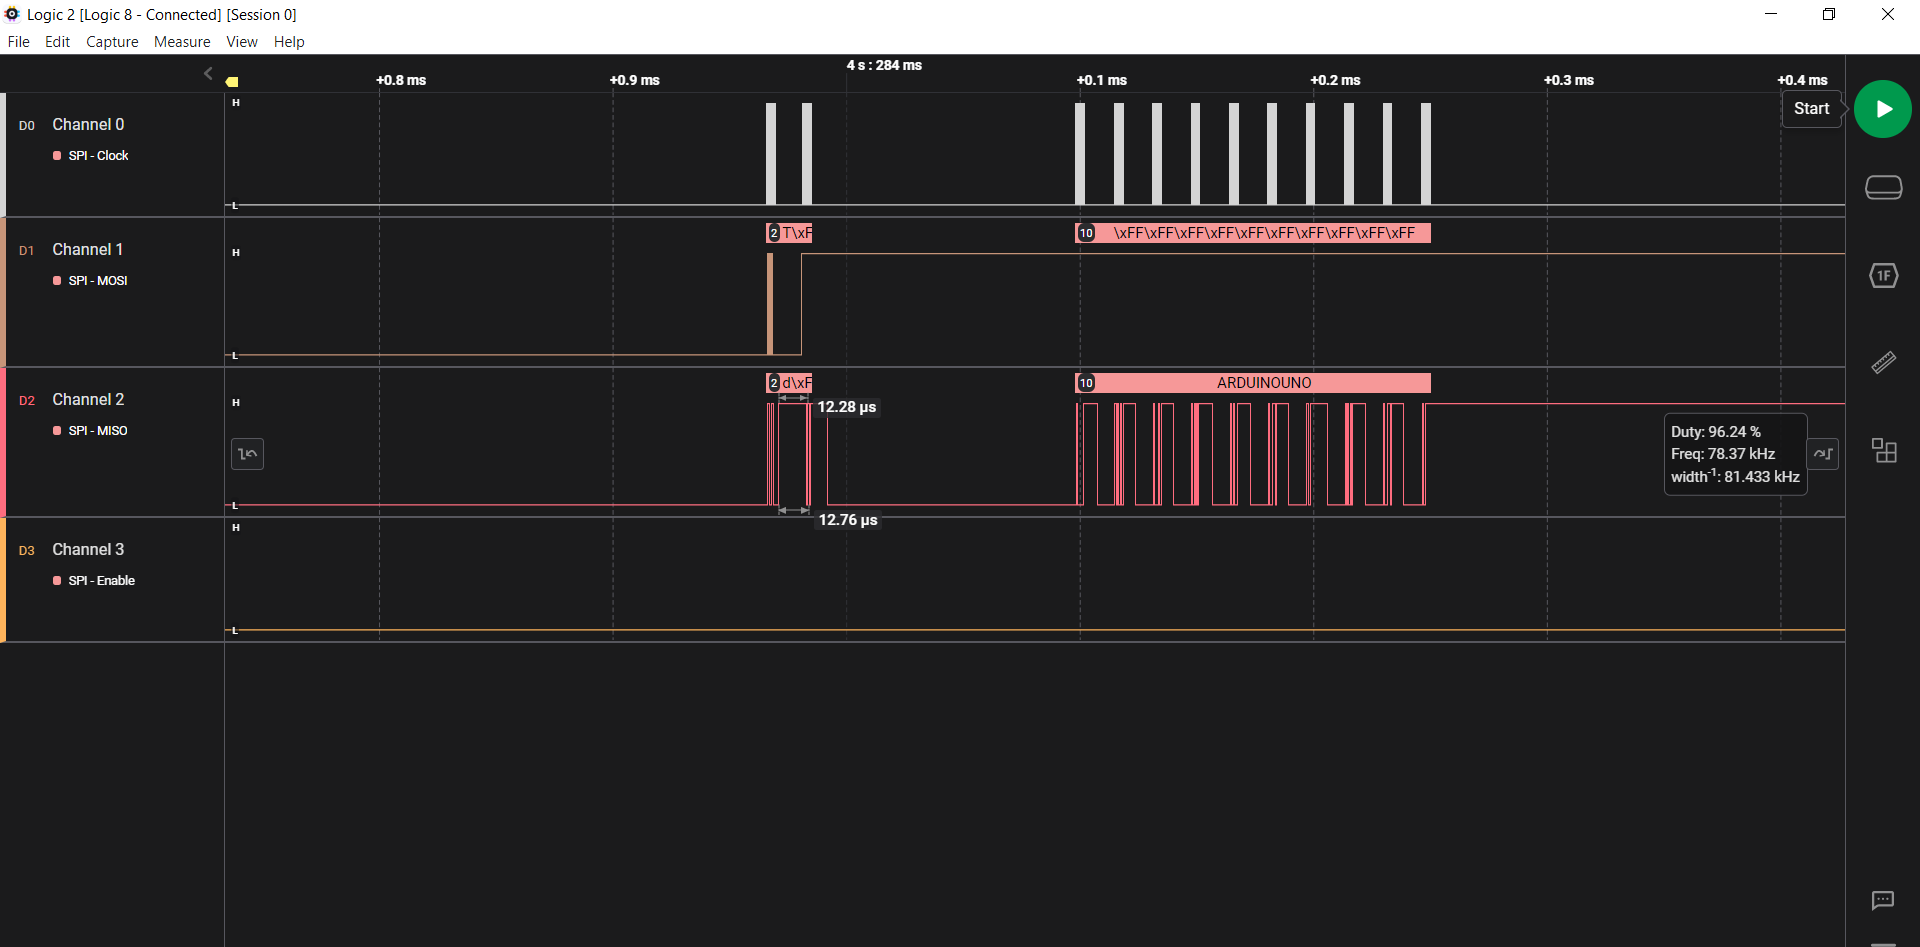 Logic 2 [Logic 8 - Connected] [Session 0]
File Edit Capture Measure View Help
4 s : 284 ms
+0.8 ms +0.9 ms +0.1 ms +0.2 ms +0.3 ms +0.4 ms
Start
D0 Channel 0
SPI - Clock
H
L
D1 Channel 1
SPI - MOSI
H
L
2 T\xF
10 \xFF\xFF\xFF\xFF\xFF\xFF\xFF\xFF\xFF\xFF
1F
D2 Channel 2
SPI - MISO
H
L
2 d\xF
10 ARDUINOUNO
12.28 µs
12.76 µs
Duty: 96.24 %
Freq: 78.37 kHz
width⁻¹: 81.433 kHz
D3 Channel 3
SPI - Enable
H
L